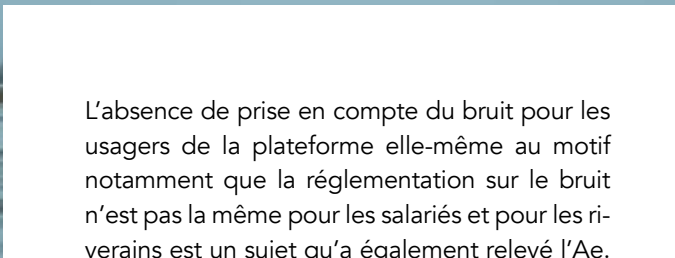 L’absence de prise en compte du bruit pour les
usagers de la plateforme elle-même au motif
notamment que la réglementation sur le bruit
n’est pas la même pour les salariés et pour les ri-
verains est un sujet qu’a également relevé l’Ae.